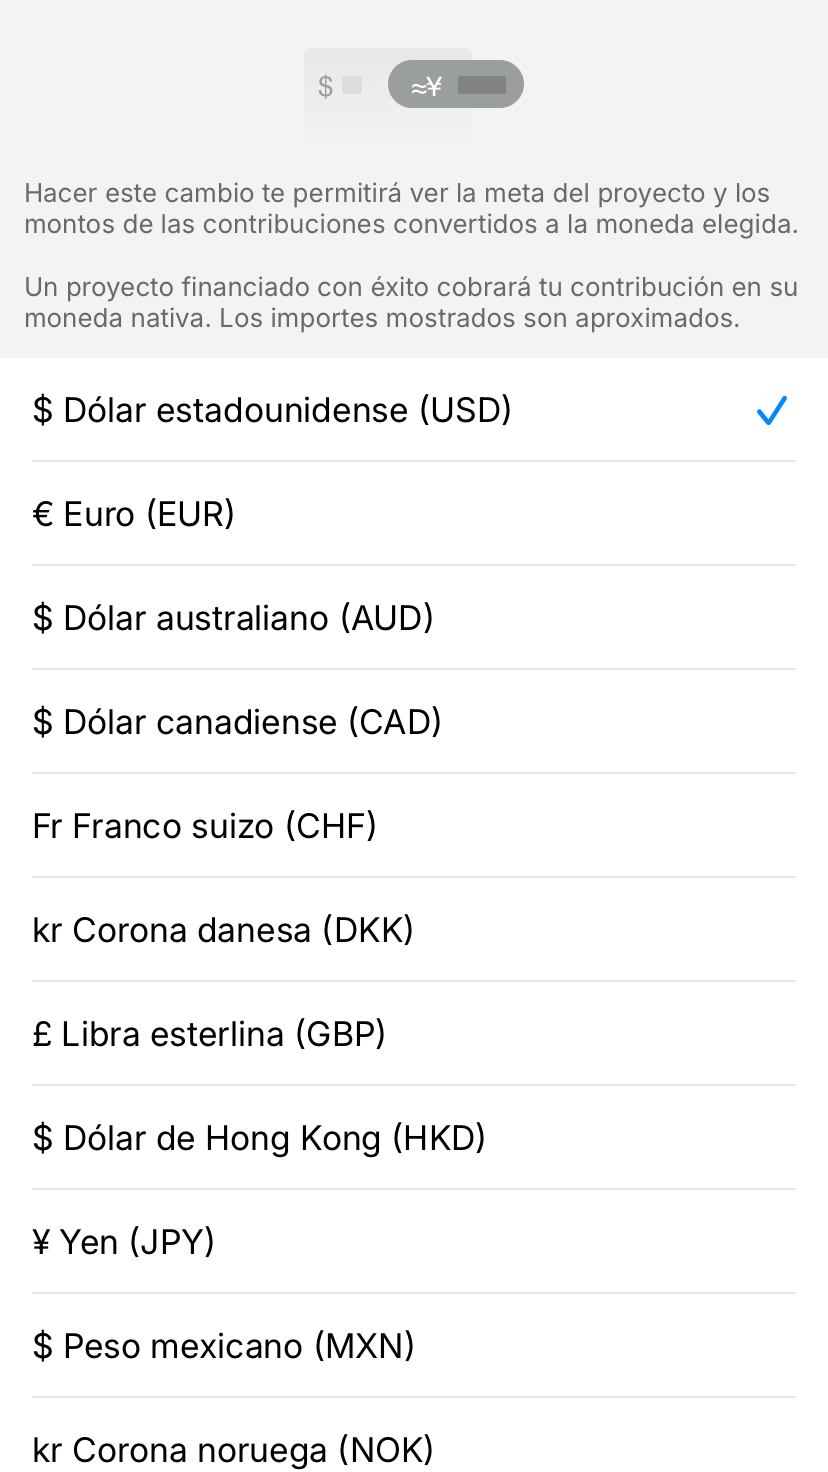 $ ≈¥
Hacer este cambio te permitirá ver la meta del proyecto y los
montos de las contribuciones convertidos a la moneda elegida.
Un proyecto financiado con éxito cobrará tu contribución en su
moneda nativa. Los importes mostrados son aproximados.
$ Dólar estadounidense (USD)
€ Euro (EUR)
$ Dólar australiano (AUD)
$ Dólar canadiense (CAD)
Fr Franco suizo (CHF)
kr Corona danesa (DKK)
£ Libra esterlina (GBP)
$ Dólar de Hong Kong (HKD)
¥ Yen (JPY)
$ Peso mexicano (MXN)
kr Corona noruega (NOK)